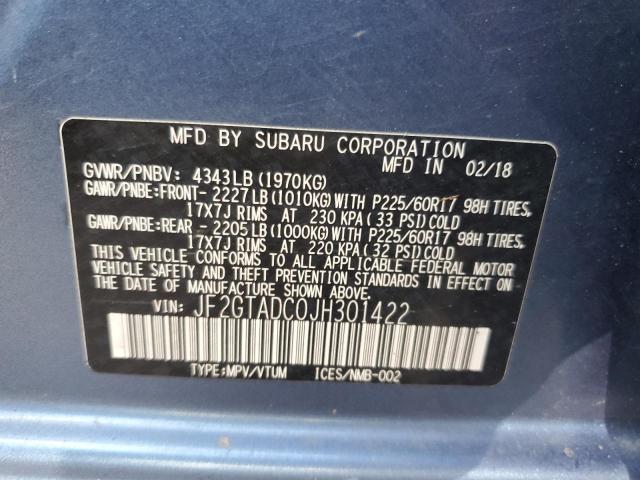 MFD BY SUBARU CORPORATION
GVWR/PNBV: 4343LB (1970KG) MFD IN 02/18
GAWR/PNBE:FRONT-2227LB(1010KG)WITH P225/60R17 98H TIRES,
17X7J RIMS AT 230 KPA ( 33 PSI)COLD
GAWR/PNBE:REAR -2205LB(1000KG)WITH P225/60R17 98H TIRES,
17X7J RIMS AT 220 KPA ( 32 PSI)COLD
THIS VEHICLE CONFORMS TO ALL APPLICABLE FEDERAL MOTOR
VEHICLE SAFETY AND THEFT PREVENTION STANDARDS IN EFFECT ON
THE DATE OF MANUFACTURE SHOWN ABOVE.
VIN: JF2GTADC0JH301422
TYPE:MPV/VTUM ICES/NMB-002